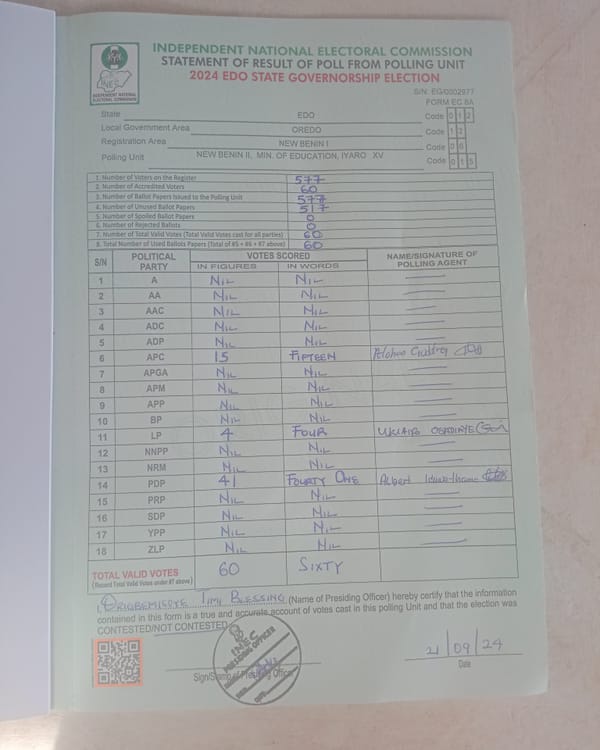 INDEPENDENT NATIONAL ELECTORAL COMMISSION
STATEMENT OF RESULT OF POLL FROM POLLING UNIT
2024 EDO STATE GOVERNORSHIP ELECTION
INEC
INDEPENDENT NATIONAL ELECTORAL COMMISSION
S/N: EG/0002977
FORM EC 8A
State EDO Code 0 1 2
Local Government Area OREDO Code 1 2
Registration Area NEW BENIN I Code 0 6
Polling Unit NEW BENIN II, MIN. OF EDUCATION, IYARO XV Code 0 1 5
1. Number of Voters on the Register 577
2. Number of Accredited Voters 60
3. Number of Ballot Papers Issued to the Polling Unit 577
4. Number of Unused Ballot Papers 517
5. Number of Spoiled Ballot Papers 0
6. Number of Rejected Ballots 0
7. Number of Total Valid Votes (Total Valid Votes cast for all parties) 60
8. Total Number of Used Ballots Papers (Total of #5 + #6 + #7 above) 60
S/N POLITICAL PARTY VOTES SCORED NAME/SIGNATURE OF POLLING AGENT
IN FIGURES IN WORDS
1 A NIL NIL
2 AA NIL NIL
3 AAC NIL NIL
4 ADC NIL NIL
5 ADP NIL NIL
6 APC 15 FIFTEEN
7 APGA NIL NIL
8 APM NIL NIL
9 APP NIL NIL
10 BP NIL NIL
11 LP 4 FOUR
12 NNPP NIL NIL
13 NRM NIL NIL
14 PDP 41 FOURTY ONE Albert
15 PRP NIL NIL
16 SDP NIL NIL
17 YPP NIL NIL
18 ZLP NIL NIL
TOTAL VALID VOTES 60 SIXTY
(Record Total Valid Votes under #7 above)
I, TIMI BLESSING (Name of Presiding Officer) hereby certify that the information
contained in this form is a true and accurate account of votes cast in this polling Unit and that the election was
CONTESTED/NOT CONTESTED
INEC
PRESIDING OFFICER
Sign/Stamp of Presiding Officer
21/09/24
Date